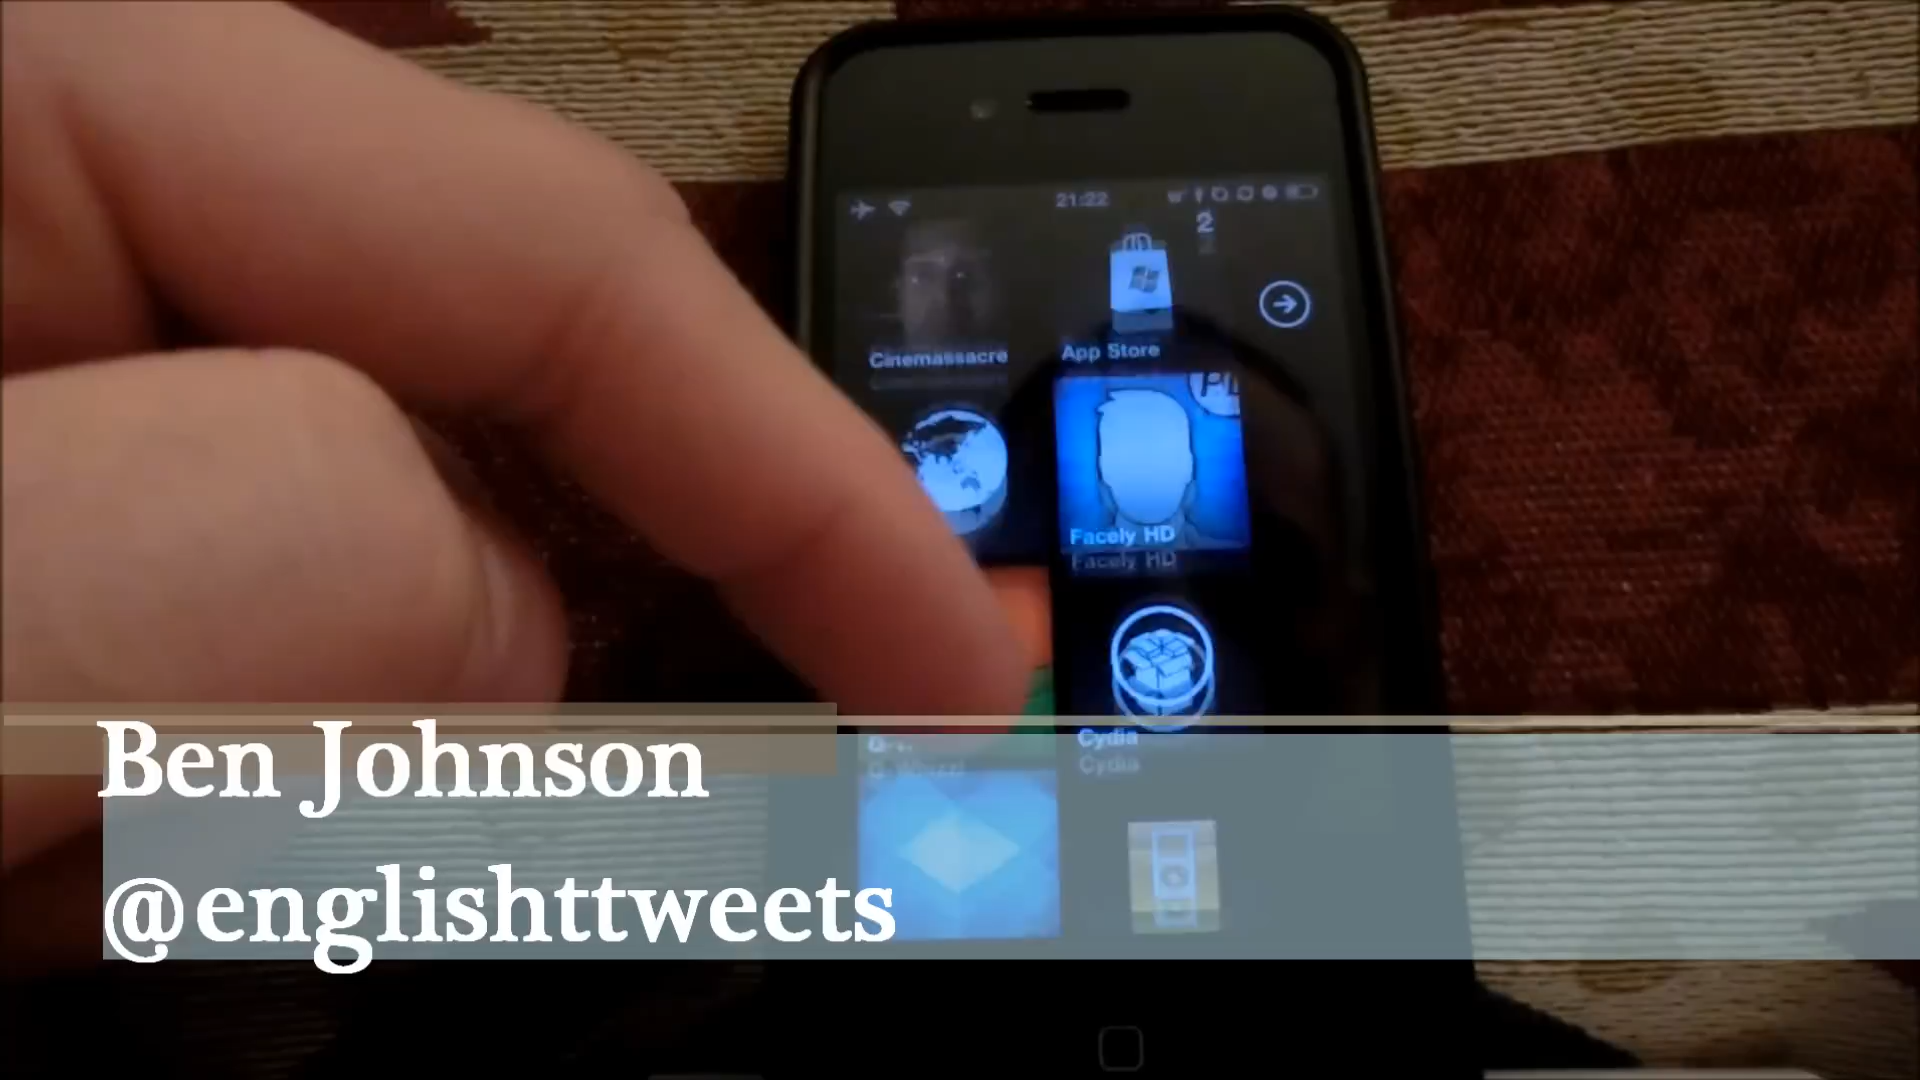 21:22
2
Cinemassacre
App Store
Facely HD
Facely HD
Cydia
Cydia
Ben Johnson
@englishttweets